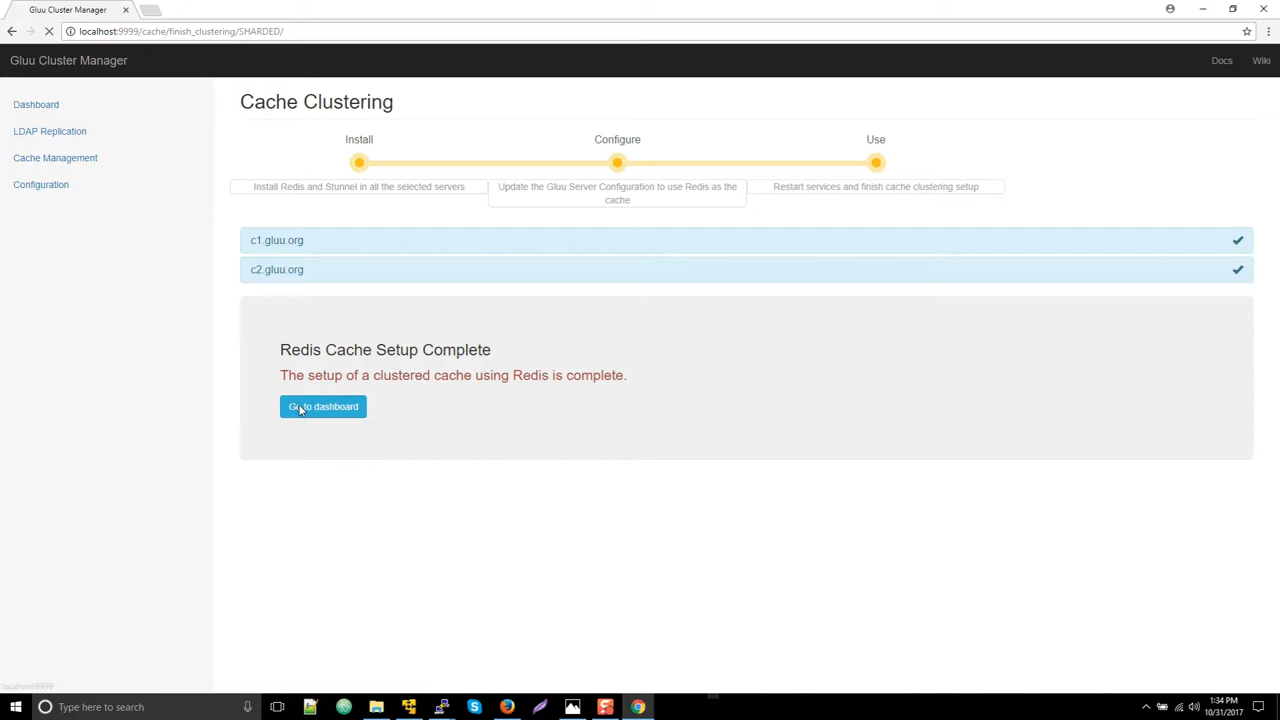 Gluu Cluster Manager
localhost:9999/cache/finish_clustering/SHARDED/
Gluu Cluster Manager
Docs
Wiki
Dashboard
LDAP Replication
Cache Management
Configuration
Cache Clustering
Install
Configure
Use
Install Redis and Stunnel in all the selected servers
Update the Gluu Server Configuration to use Redis as the
cache
Restart services and finish cache clustering setup
c1.gluu.org
c2.gluu.org
Redis Cache Setup Complete
The setup of a clustered cache using Redis is complete.
Go to dashboard
localhost:9999
Type here to search
1:34 PM
10/31/2017